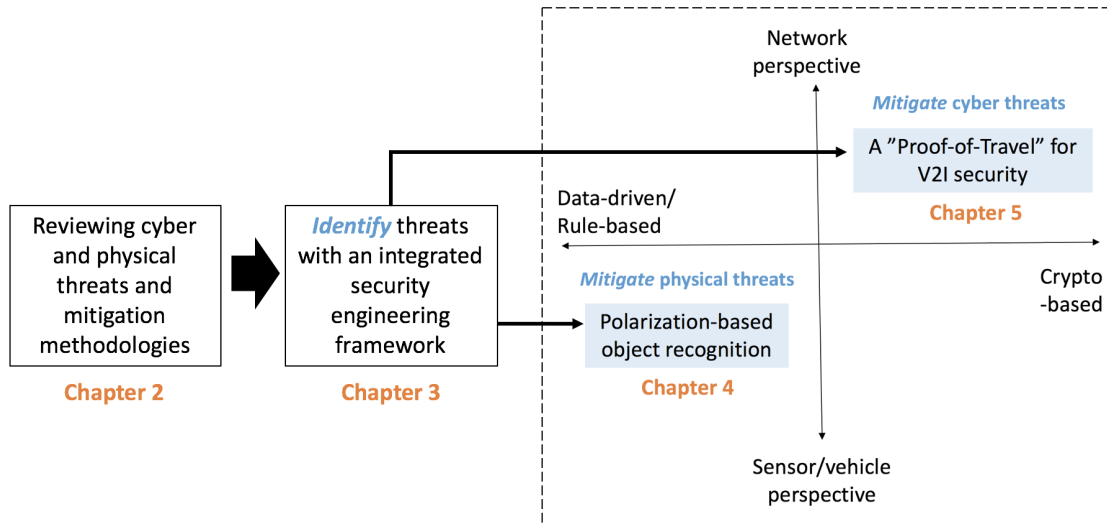 Reviewing cyber
and physical
threats and
mitigation
methodologies
Chapter 2
Identify threats
with an integrated
security
engineering
framework
Chapter 3
Network
perspective
Mitigate cyber threats
A ”Proof-of-Travel” for
V2I security
Chapter 5
Data-driven/
Rule-based
Crypto
-based
Mitigate physical threats
Polarization-based
object recognition
Chapter 4
Sensor/vehicle
perspective